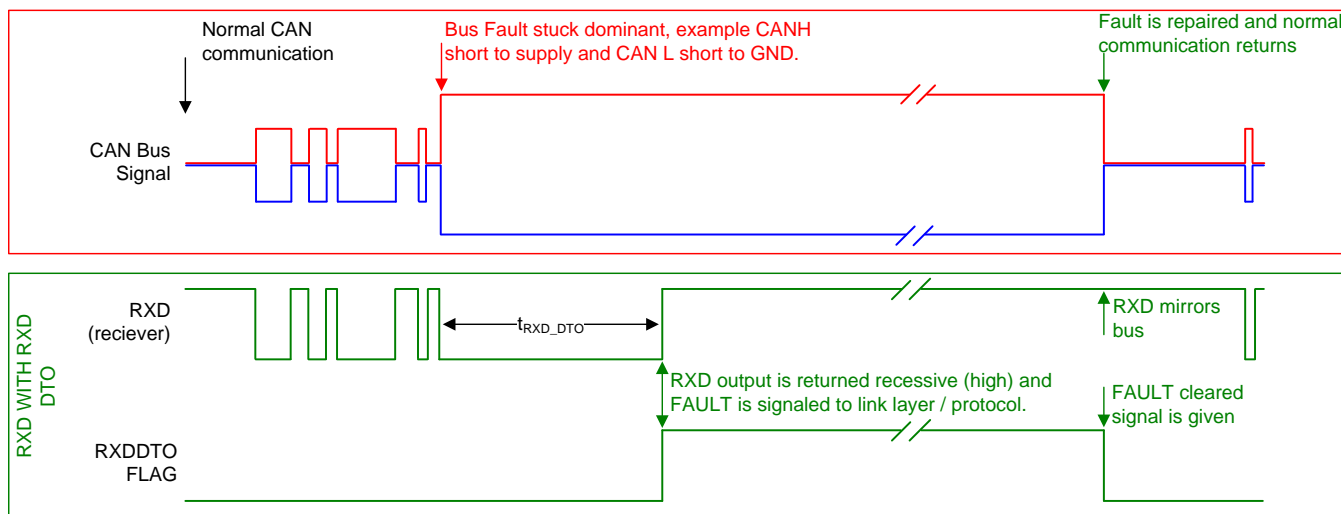 Normal CAN
communication
Bus Fault stuck dominant, example CANH
short to supply and CAN L short to GND.
Fault is repaired and normal
communication returns
CAN Bus
Signal
RXD WITH RXD
DTO
RXD
(reciever)
tRXD_DTO
RXD mirrors
bus
RXD output is returned recessive (high) and
FAULT is signaled to link layer / protocol.
FAULT cleared
signal is given
RXDDTO
FLAG